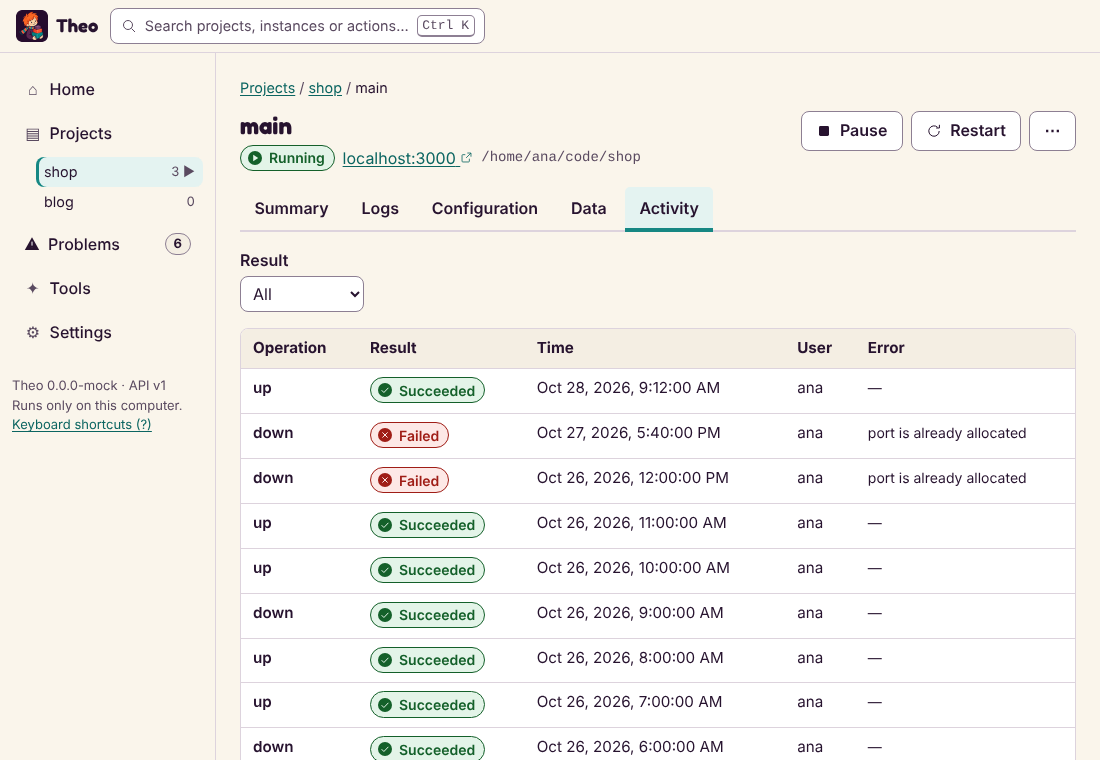 Theo
Search projects, instances or actions... Ctrl K
Home
Projects
shop 3
blog 0
Problems 6
Tools
Settings
Theo 0.0.0-mock · API v1
Runs only on this computer.
Keyboard shortcuts (?)
Projects / shop / main
main
Pause Restart ···
Running localhost:3000 /home/ana/code/shop
Summary Logs Configuration Data Activity
Result
All
Operation Result Time User Error
up Succeeded Oct 28, 2026, 9:12:00 AM ana —
down Failed Oct 27, 2026, 5:40:00 PM ana port is already allocated
down Failed Oct 26, 2026, 12:00:00 PM ana port is already allocated
up Succeeded Oct 26, 2026, 11:00:00 AM ana —
up Succeeded Oct 26, 2026, 10:00:00 AM ana —
down Succeeded Oct 26, 2026, 9:00:00 AM ana —
up Succeeded Oct 26, 2026, 8:00:00 AM ana —
up Succeeded Oct 26, 2026, 7:00:00 AM ana —
down Succeeded Oct 26, 2026, 6:00:00 AM ana —